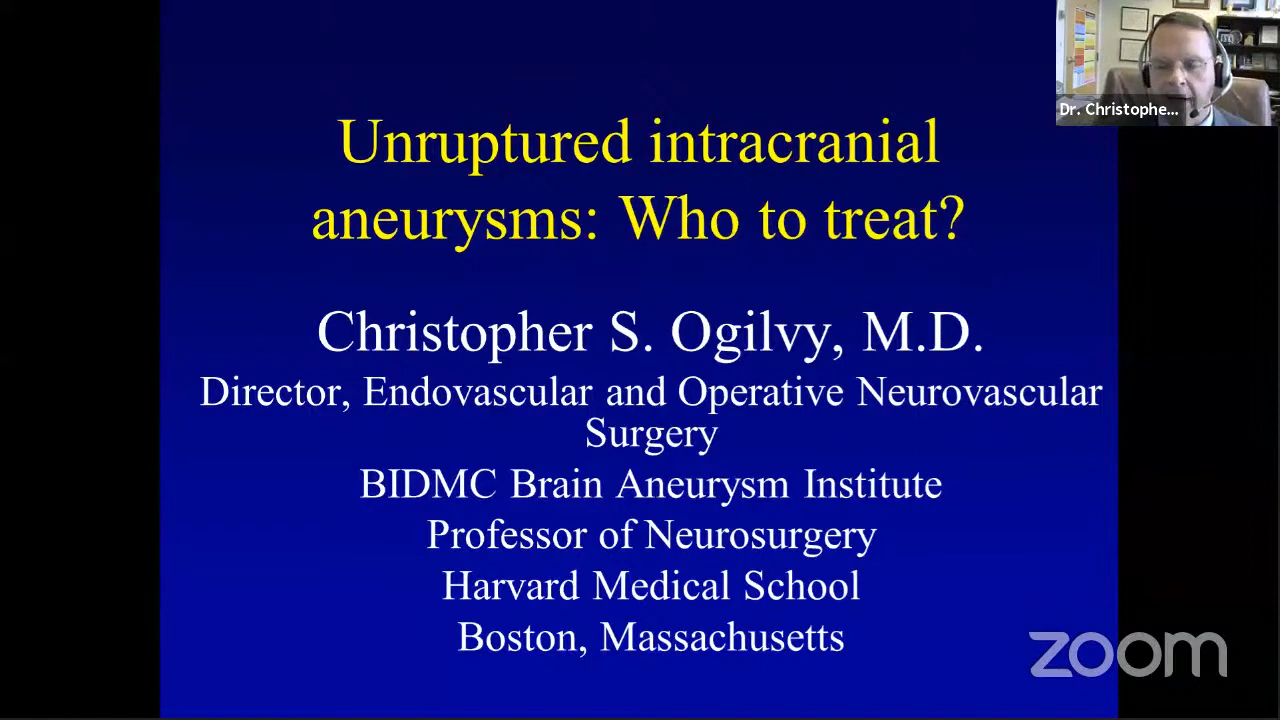 Dr. Christophe...
Unruptured intracranial
aneurysms: Who to treat?
Christopher S. Ogilvy, M.D.
Director, Endovascular and Operative Neurovascular
Surgery
BIDMC Brain Aneurysm Institute
Professor of Neurosurgery
Harvard Medical School
Boston, Massachusetts
zoom